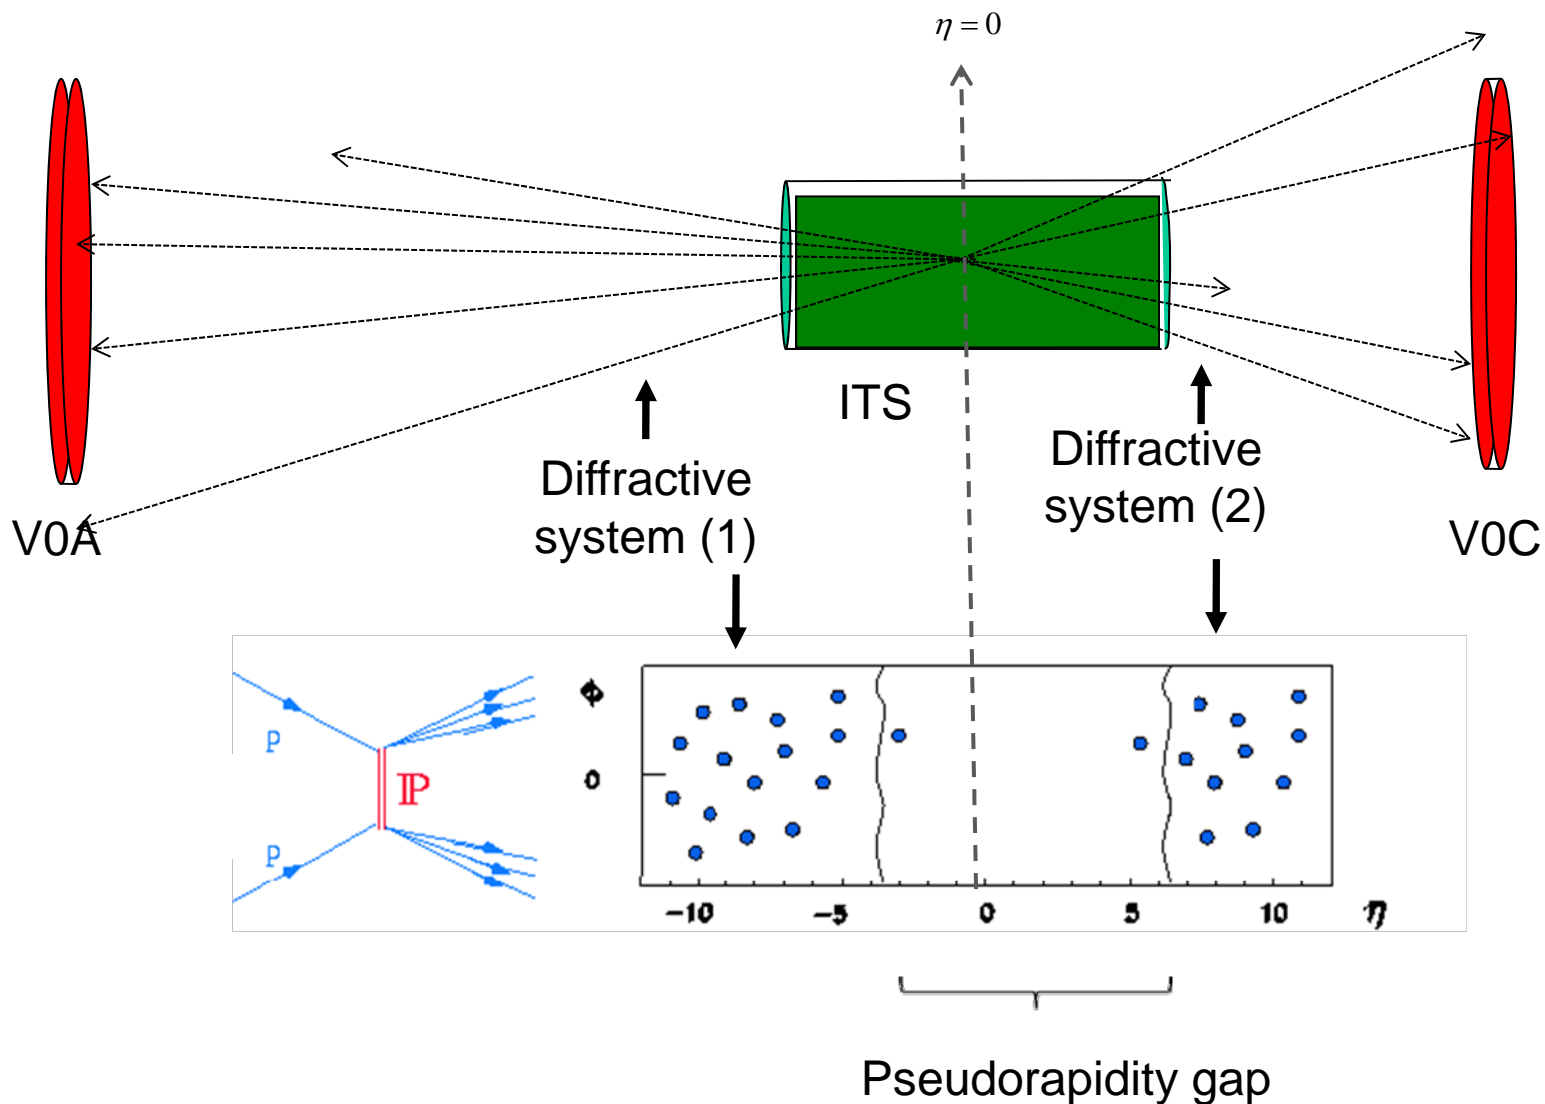 η = 0
ITS
Diffractive
system (1)
Diffractive
system (2)
V0A
V0C
P
IP
P
Φ
0
-10
-5
0
5
10
η
Pseudorapidity gap